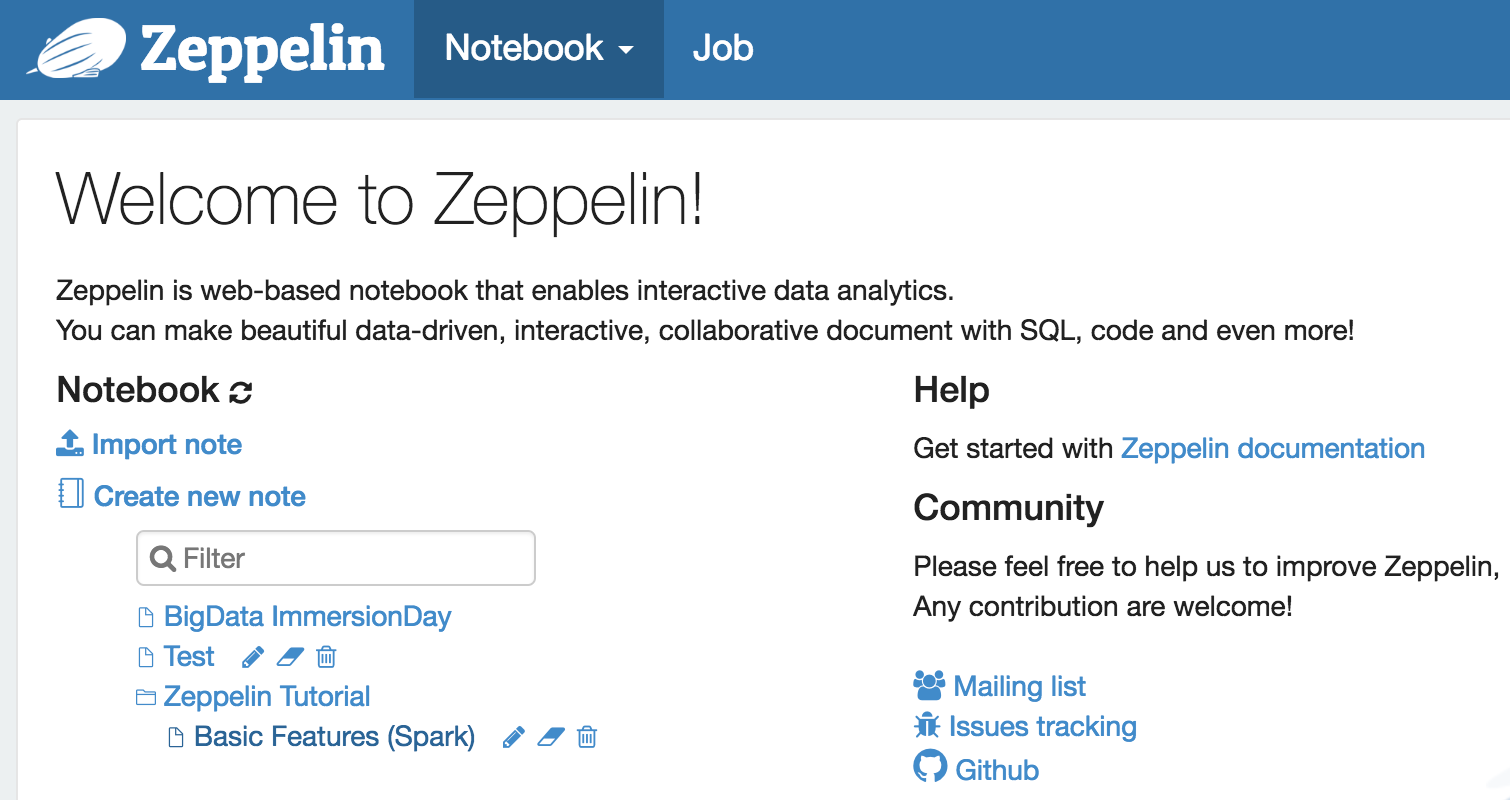 Zeppelin Notebook Job
Welcome to Zeppelin!
Zeppelin is web-based notebook that enables interactive data analytics.
You can make beautiful data-driven, interactive, collaborative document with SQL, code and even more!
Notebook
Import note
Create new note
Filter
BigData ImmersionDay
Test
Zeppelin Tutorial
Basic Features (Spark)
Help
Get started with Zeppelin documentation
Community
Please feel free to help us to improve Zeppelin,
Any contribution are welcome!
Mailing list
Issues tracking
Github